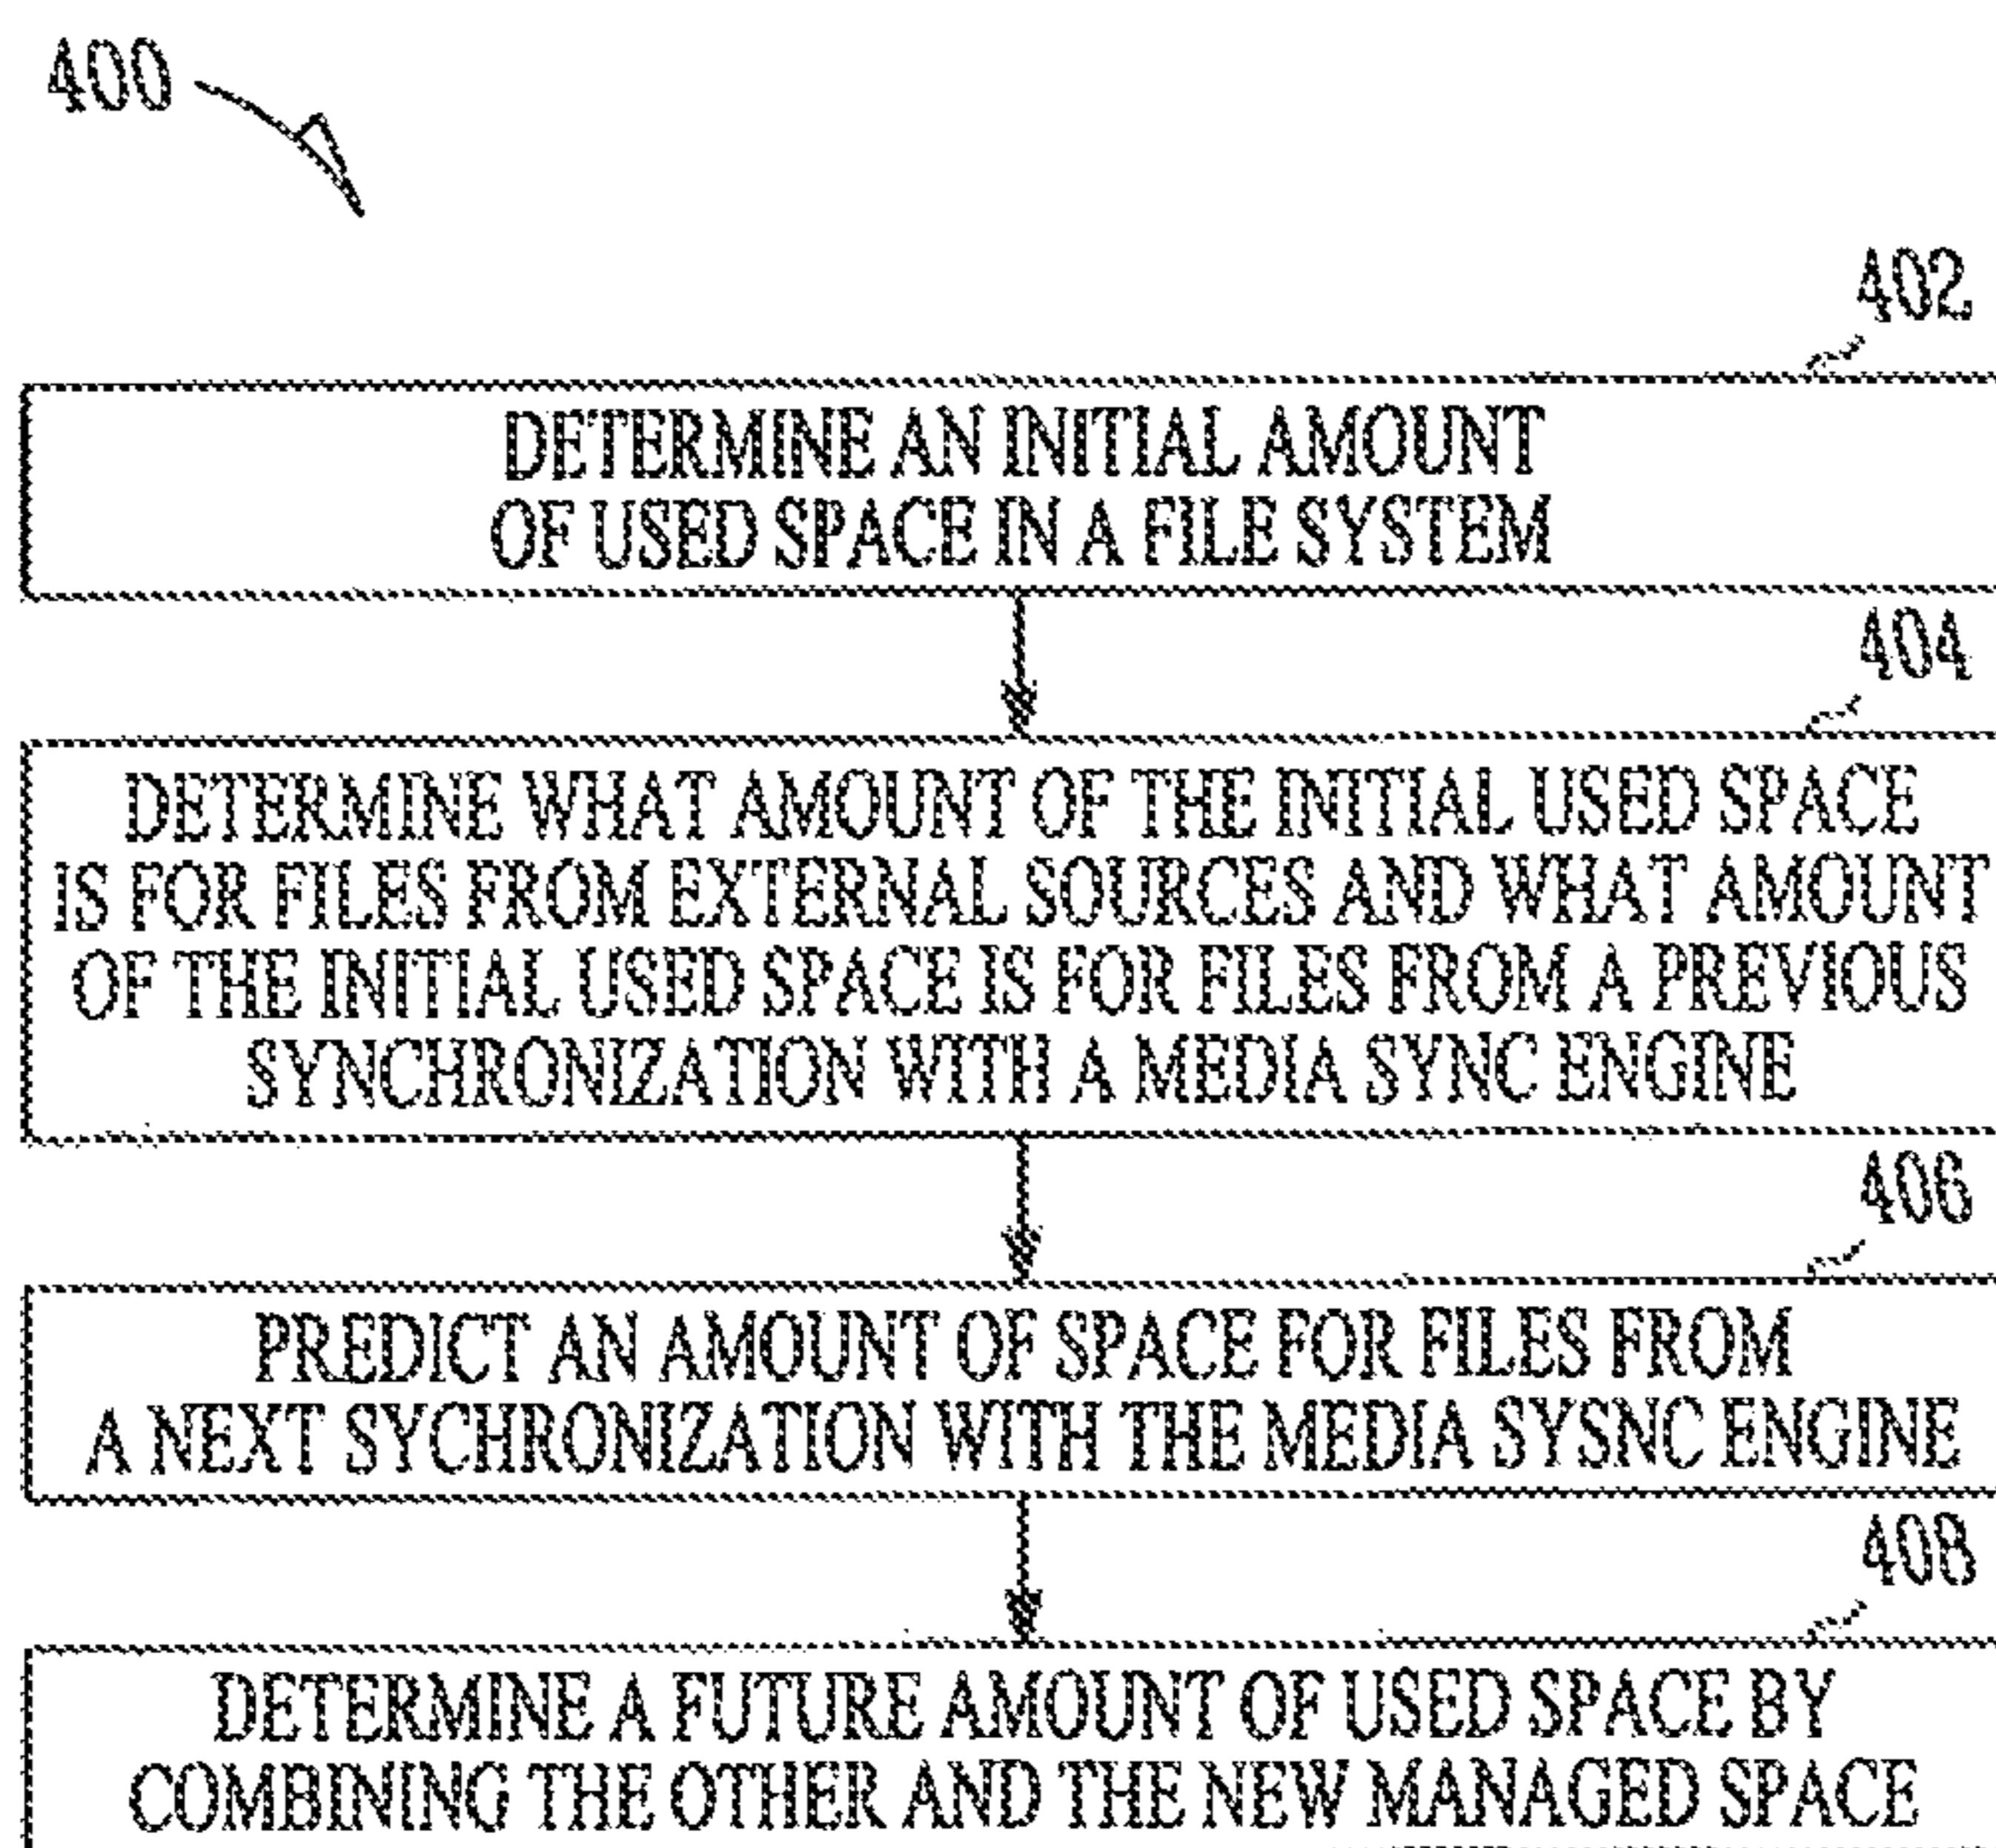 400
402
DETERMINE AN INITIAL AMOUNT
OF USED SPACE IN A FILE SYSTEM
404
DETERMINE WHAT AMOUNT OF THE INITIAL USED SPACE
IS FOR FILES FROM EXTERNAL SOURCES AND WHAT AMOUNT
OF THE INITIAL USED SPACE IS FOR FILES FROM A PREVIOUS
SYNCHRONIZATION WITH A MEDIA SYNC ENGINE
406
PREDICT AN AMOUNT OF SPACE FOR FILES FROM
A NEXT SYCHRONIZATION WITH THE MEDIA SYSNC ENGINE
408
DETERMINE A FUTURE AMOUNT OF USED SPACE BY
COMBINING THE OTHER AND THE NEW MANAGED SPACE